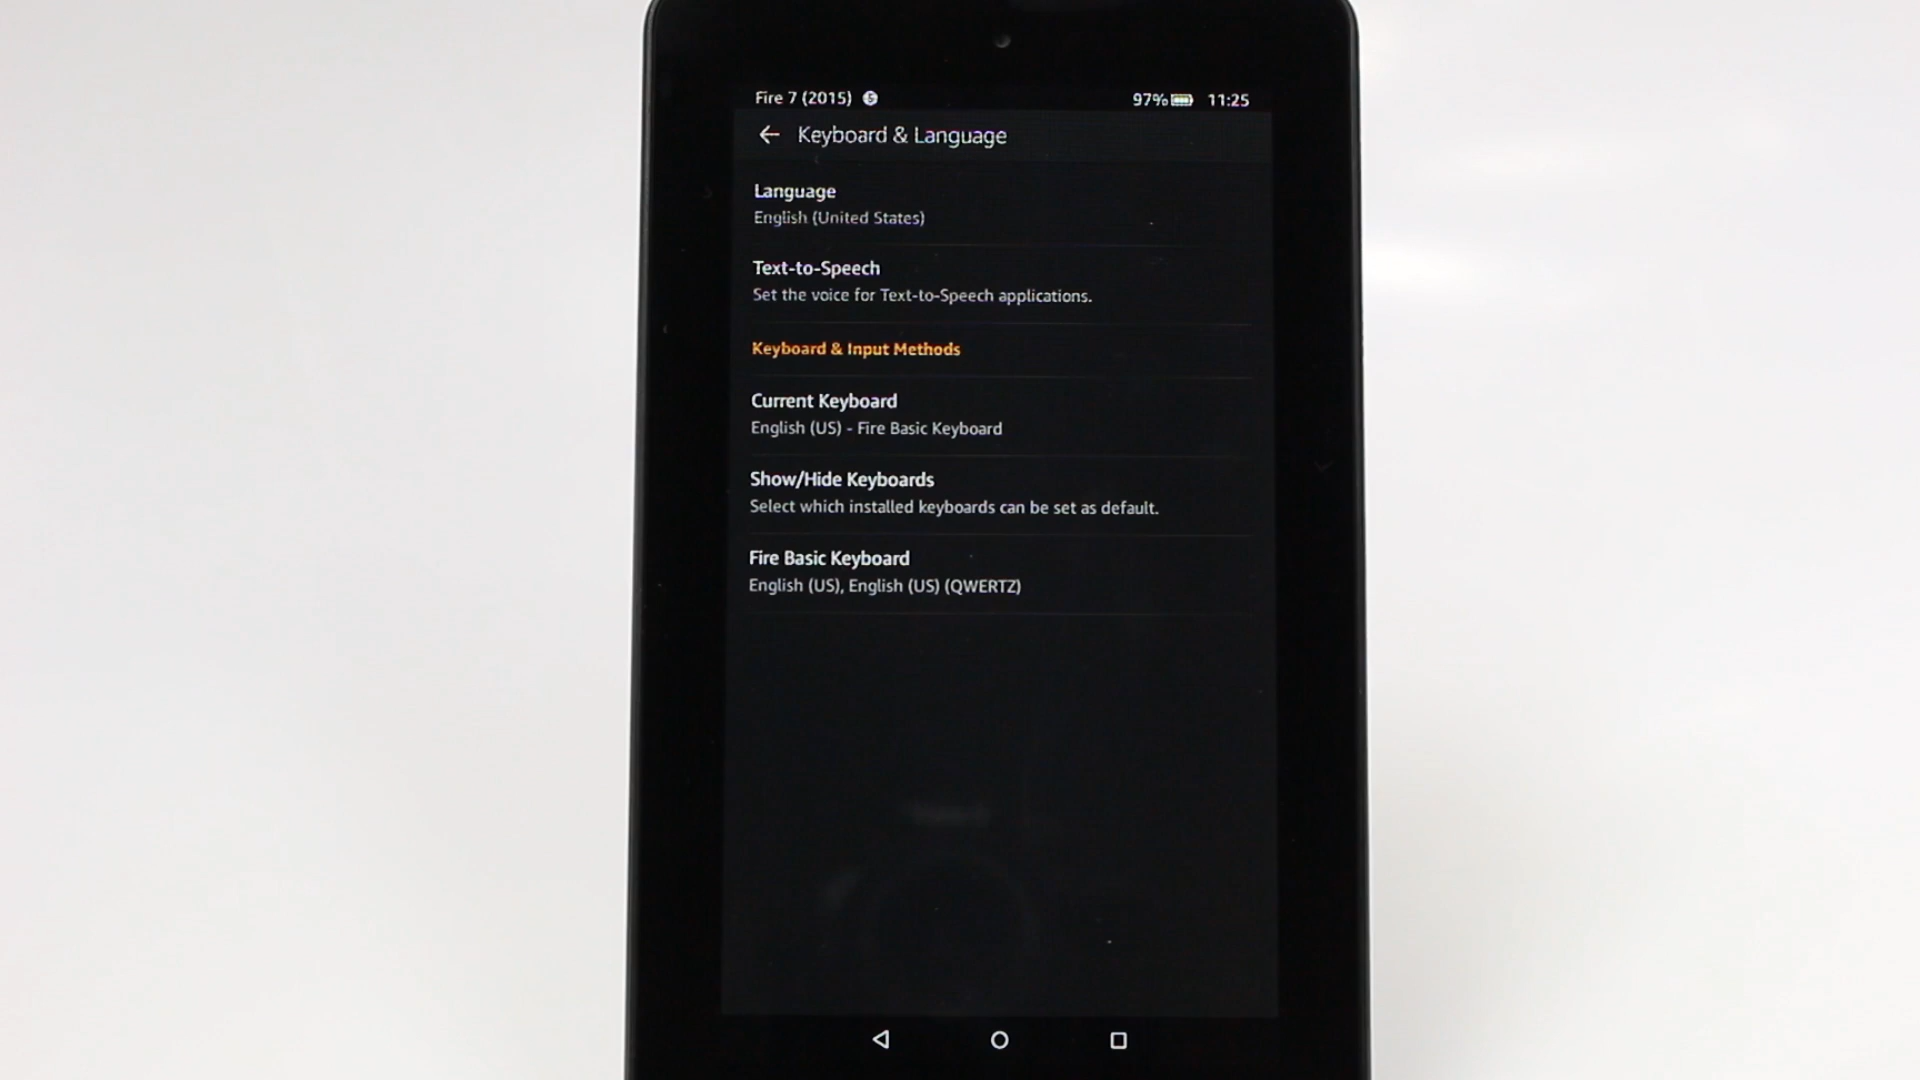 Fire 7 (2015)
97% 11:25
Keyboard & Language
Language
English (United States)
Text-to-Speech
Set the voice for Text-to-Speech applications.
Keyboard & Input Methods
Current Keyboard
English (US) - Fire Basic Keyboard
Show/Hide Keyboards
Select which installed keyboards can be set as default.
Fire Basic Keyboard
English (US), English (US) (QWERTZ)